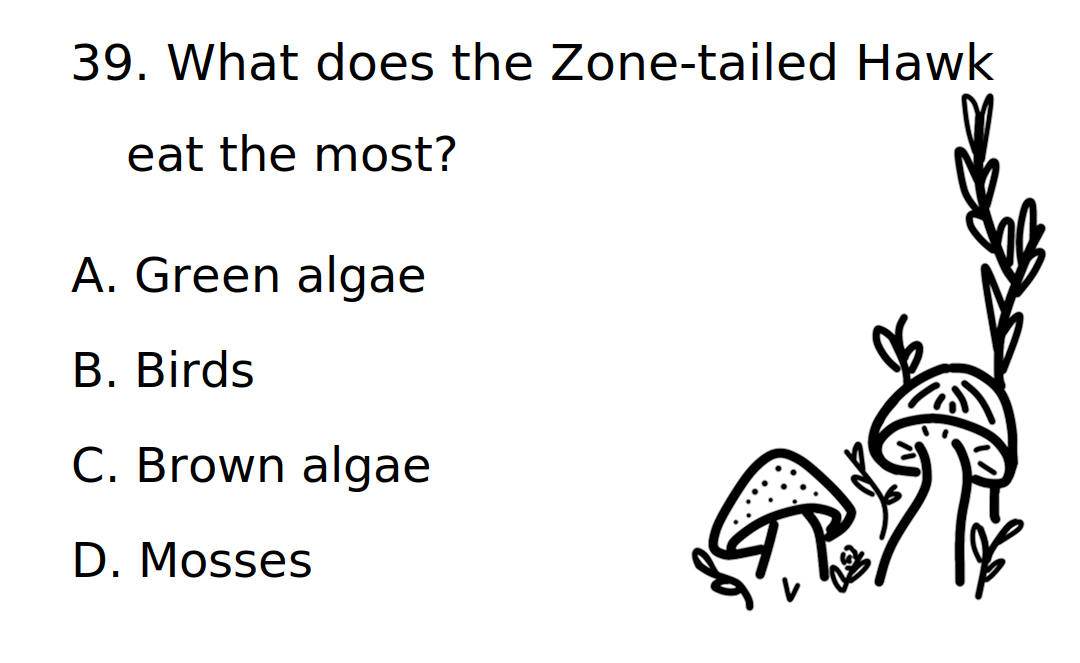 39. What does the Zone-tailed Hawk
eat the most?
A. Green algae
B. Birds
C. Brown algae
D. Mosses